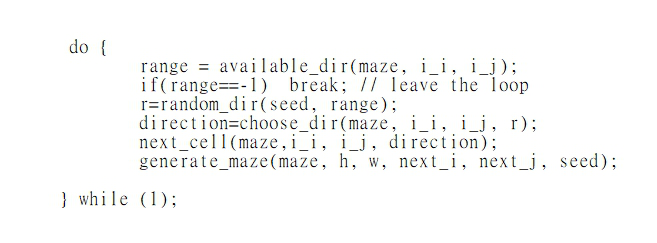 do {
range = available_dir(maze, i_i, i_j);
if(range==-1)  break; // leave the loop
r=random_dir(seed, range);
direction=choose_dir(maze, i_i, i_j, r);
next_cell(maze,i_i, i_j, direction);
generate_maze(maze, h, w, next_i, next_j, seed);
} while (1);